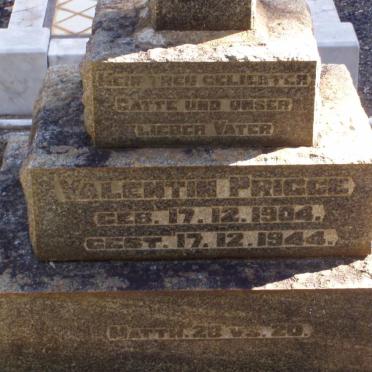 MEIN TREU GELIEBTER
GATTE UND UNSER
LIEBER VATER
VALENTIN PRIGGE
GEB. 17. 12. 1904.
GEST. 17. 12. 1944.
MATTH. 28 VS. 20.